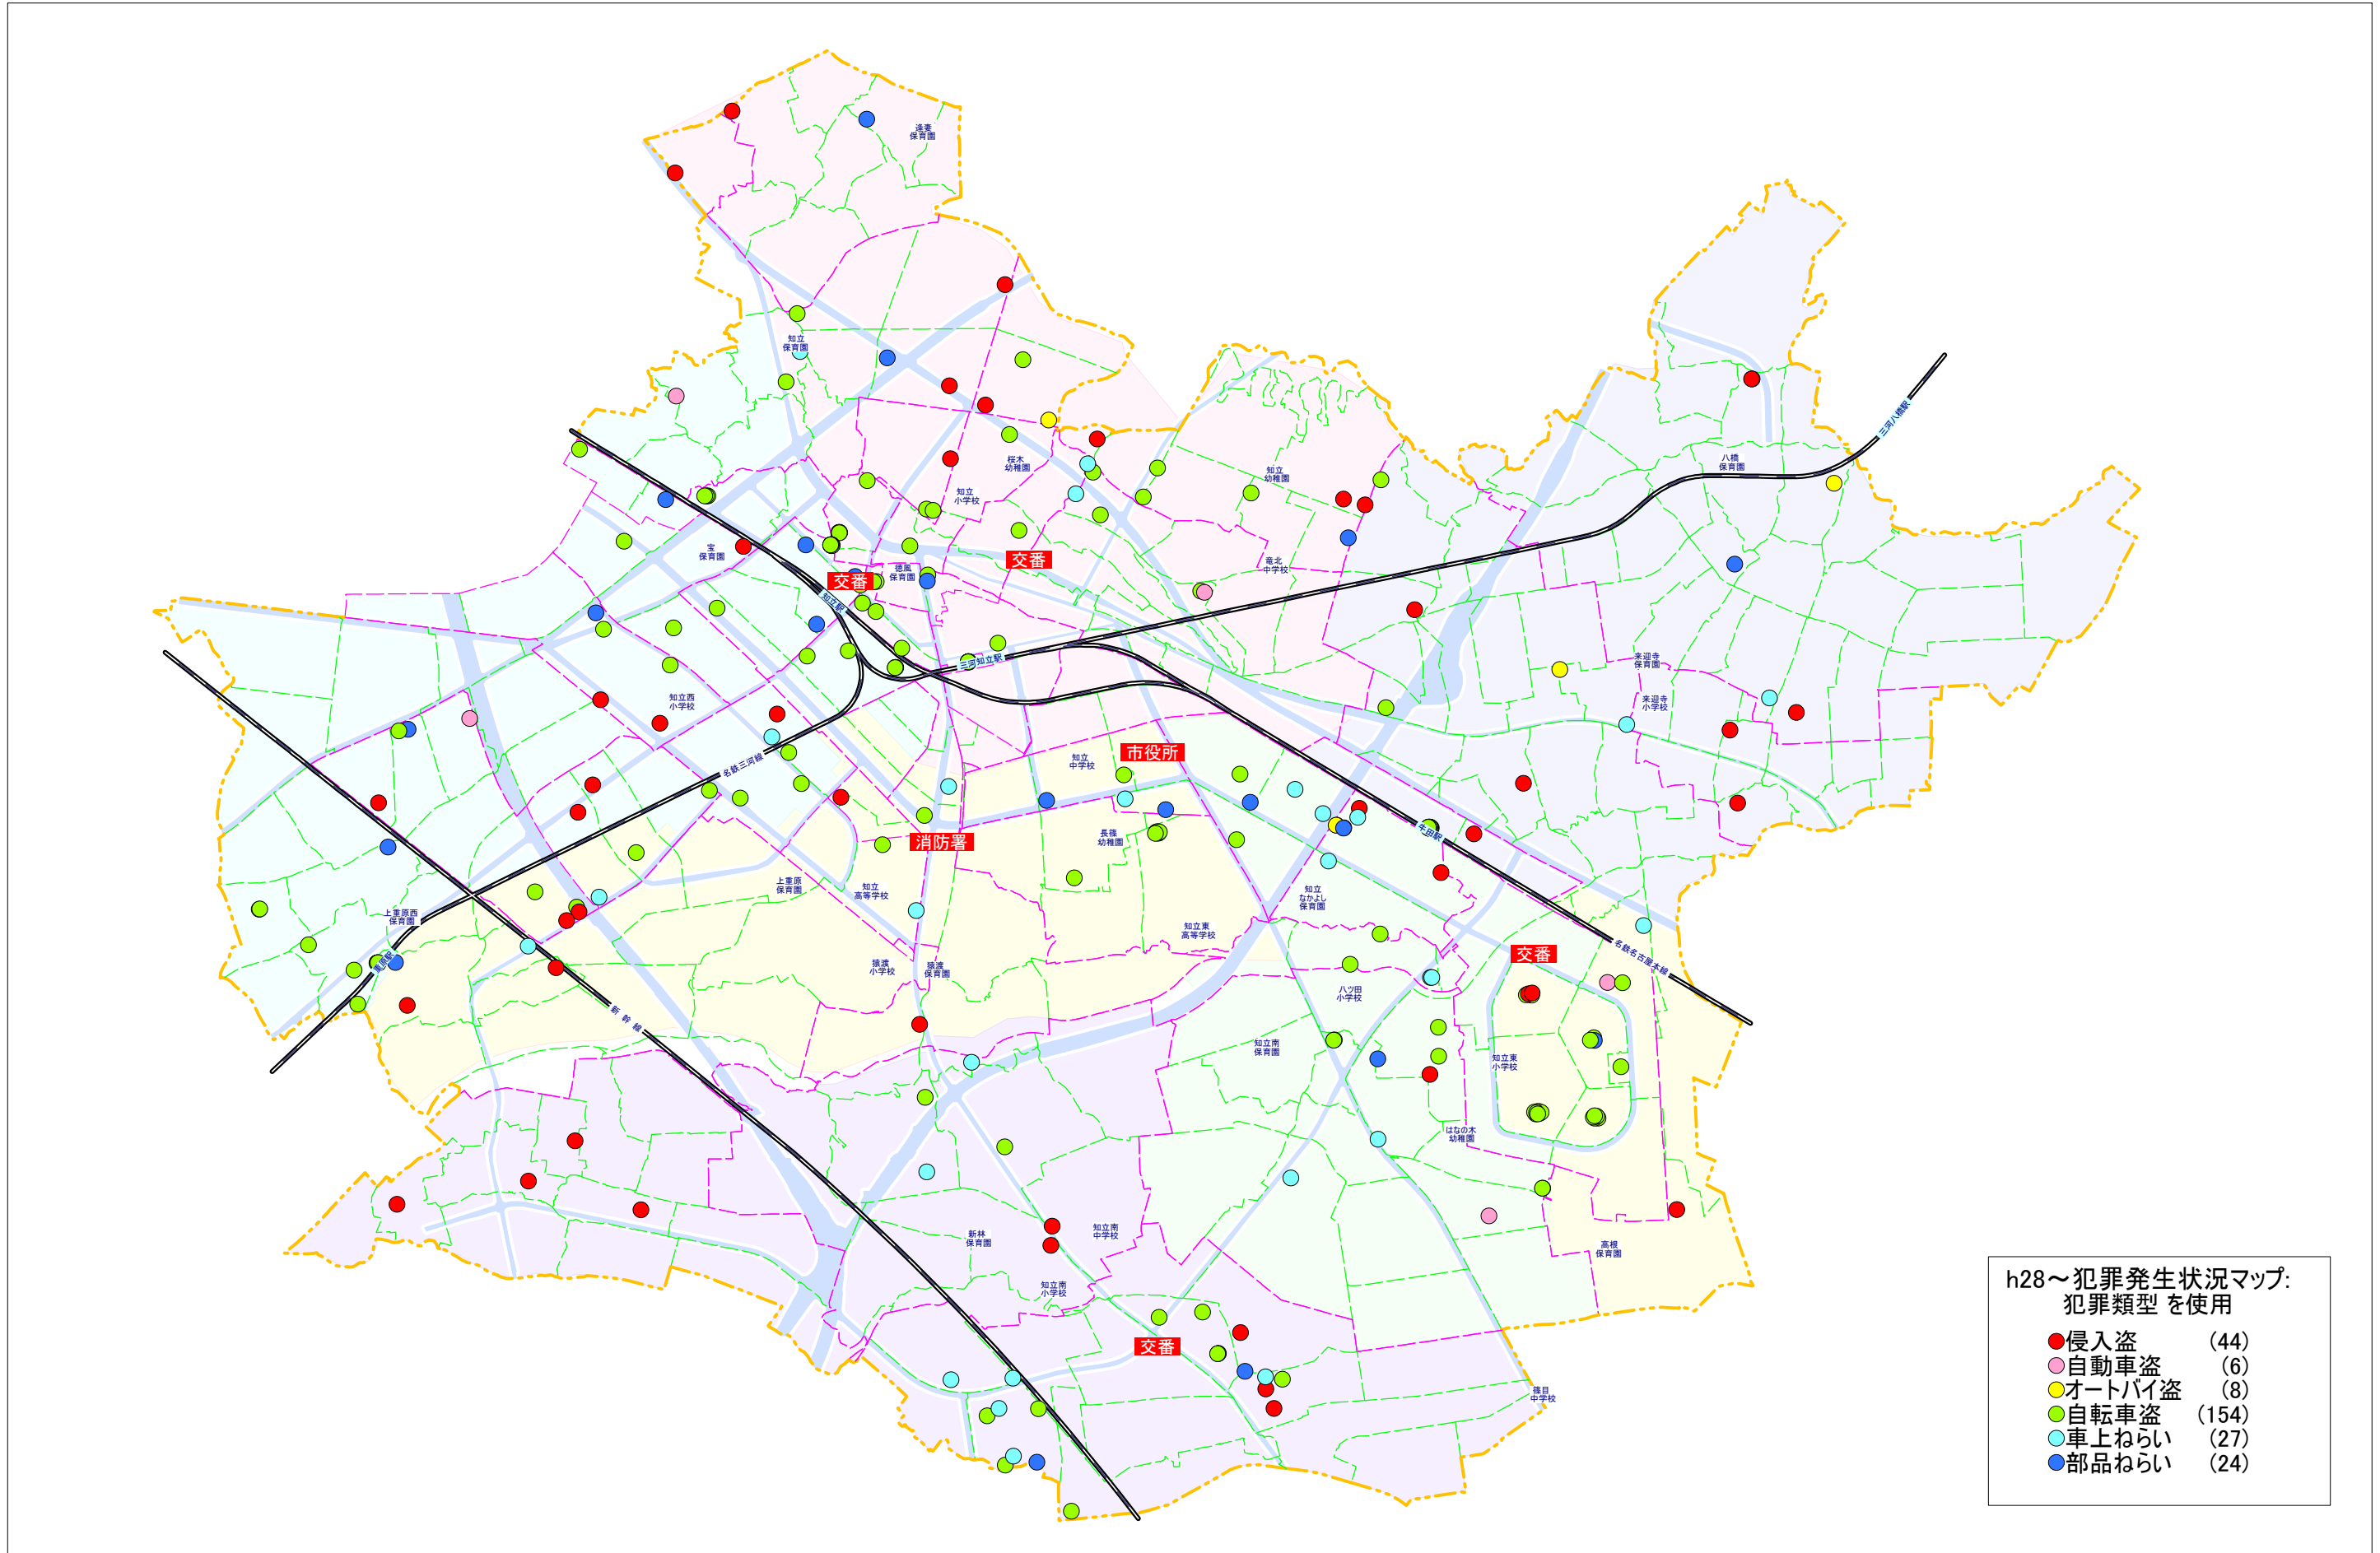 逢妻
保育園
知立
保育園
桜木
幼稚園
知立
小学校
知立
幼稚園
八橋
保育園
三河八橋駅
宝
保育園
徳風
保育園
交番
交番
竜北
中学校
知立駅
三河知立駅
来迎寺
保育園
来迎寺
小学校
知立西
小学校
名鉄三河線
知立
中学校
市役所
長篠
幼稚園
消防署
牛田駅
上重原
保育園
知立
高等学校
知立
なかよし
保育園
上重原西
保育園
知立東
高等学校
交番
名鉄名古屋本線
重原駅
猿渡
小学校
猿渡
保育園
八ツ田
小学校
新幹線
知立南
保育園
知立東
小学校
はなの木
幼稚園
新林
保育園
知立南
中学校
高根
保育園
知立南
小学校
交番
篠目
中学校
h28～犯罪発生状況マップ:
犯罪類型 を使用
侵入盗 (44)
自動車盗 (6)
オートバイ盗 (8)
自転車盗 (154)
車上ねらい (27)
部品ねらい (24)